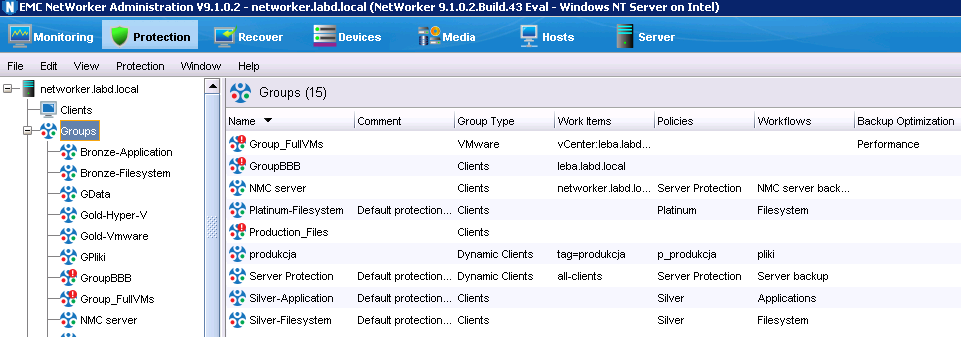 EMC NetWorker Administration V9.1.0.2 - networker.labd.local (NetWorker 9.1.0.2.Build.43 Eval - Windows NT Server on Intel)
Monitoring Protection Recover Devices Media Hosts Server
File Edit View Protection Window Help
networker.labd.local
Clients
Groups
Bronze-Application
Bronze-Filesystem
GData
Gold-Hyper-V
Gold-Vmware
GPliki
GroupBBB
Group_FullVMs
NMC server
Groups (15)
Name Comment Group Type Work Items Policies Workflows Backup Optimization
Group_FullVMs VMware vCenter:leba.labd... Performance
GroupBBB Clients leba.labd.local
NMC server Clients networker.labd.lo... Server Protection NMC server back...
Platinum-Filesystem Default protection... Clients Platinum Filesystem
Production_Files Clients
produkcja Dynamic Clients tag=produkcja p_produkcja pliki
Server Protection Default protection... Dynamic Clients all-clients Server Protection Server backup
Silver-Application Default protection... Clients Silver Applications
Silver-Filesystem Default protection... Clients Silver Filesystem